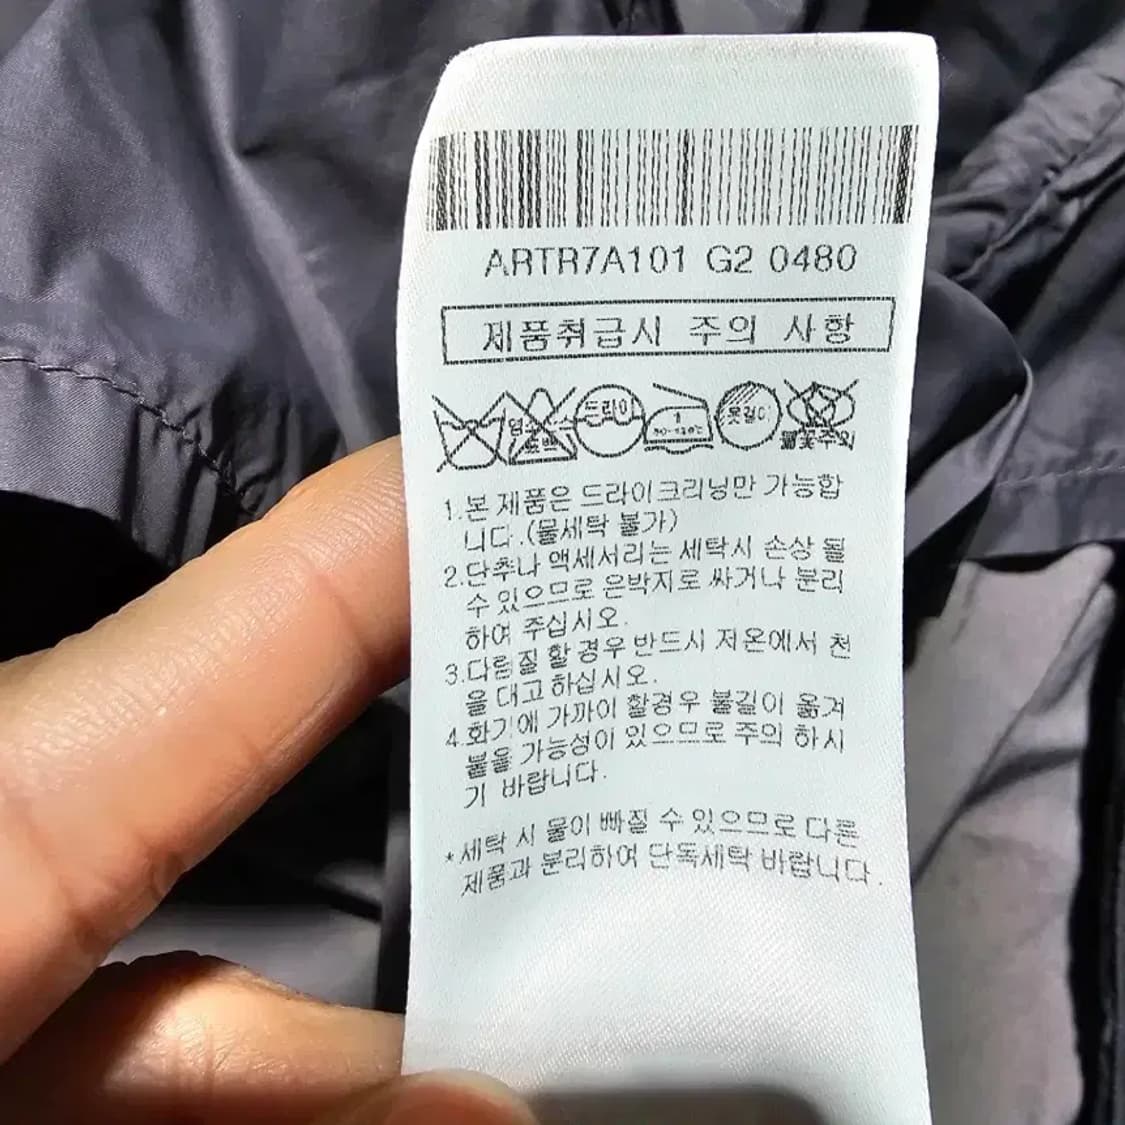 ARTR7A101 G2 0480
제품취급시 주의 사항
드라이 옷걸이
불꽃주의
1.본 제품은 드라이크리닝만 가능합
니다.(물세탁 불가)
2.단추나 액세서리는 세탁시 손상 될
수 있으므로 은박지로 싸거나 분리
하여 주십시오.
3.다림질 할 경우 반드시 저온에서 천
을 대고 하십시오.
4.화기에 가까이 할경우 불길이 옮겨
붙을 가능성이 있으므로 주의 하시
기 바랍니다.
*세탁 시 물이 빠질 수 있으므로 다른
제품과 분리하여 단독세탁 바랍니다.